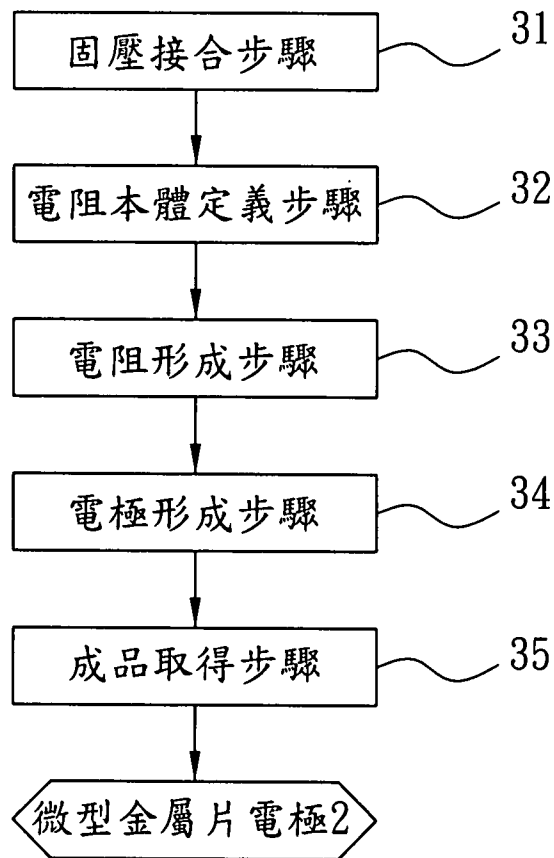 固壓接合步驟 31
電阻本體定義步驟 32
電阻形成步驟 33
電極形成步驟 34
成品取得步驟 35
微型金屬片電極2